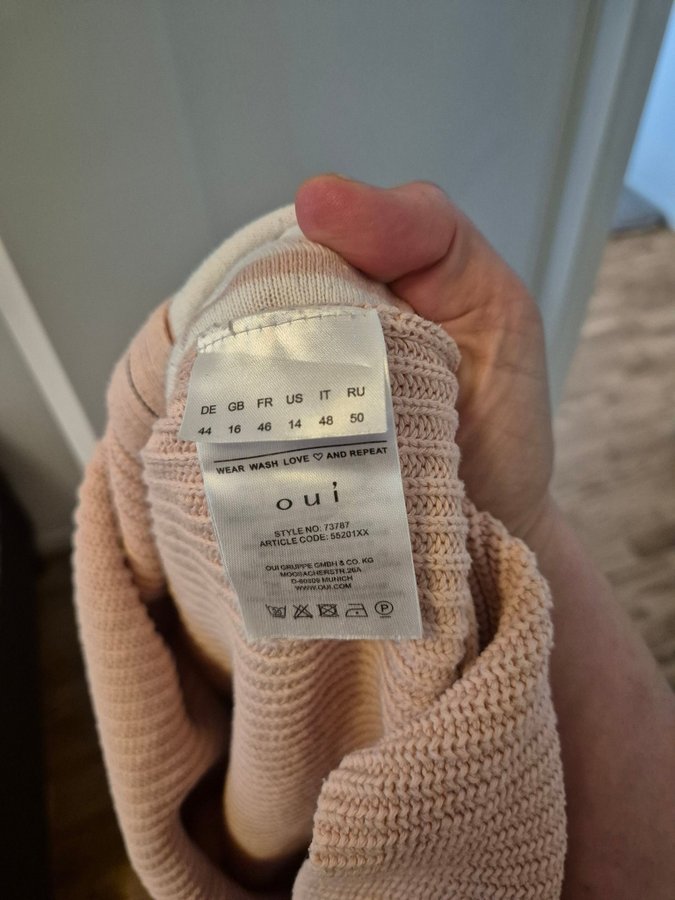 DE GB FR US IT RU
44 16 46 14 48 50
WEAR WASH LOVE ♡ AND REPEAT
oui
STYLE NO: 73787
ARTICLE CODE: 55201XX
OUI GRUPPE GMBH & CO. KG
MOOSACHERSTR.26A
D-80809 MUNICH
WWW.OUI.COM
30 P